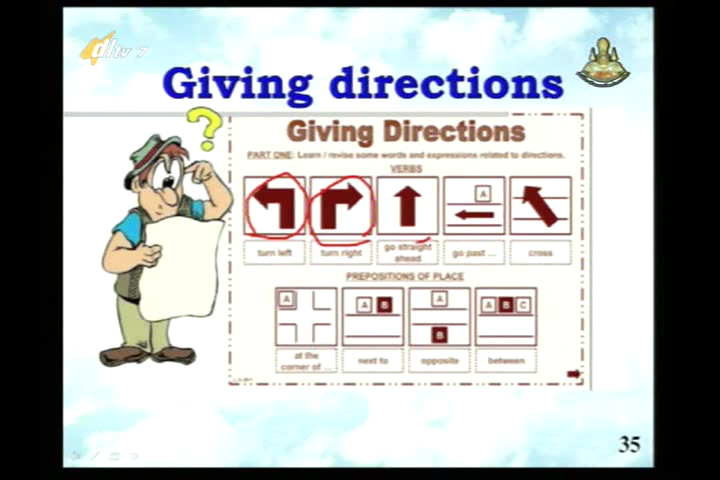 dltv 7
Giving directions
Giving Directions
PART ONE: Learn / revise some words and expressions related to directions.
VERBS
A
turn left
turn right
go straight
ahead
go past ...
cross
PREPOSITIONS OF PLACE
A
A B
A
B
A B C
at the
corner of ...
next to
opposite
between
35